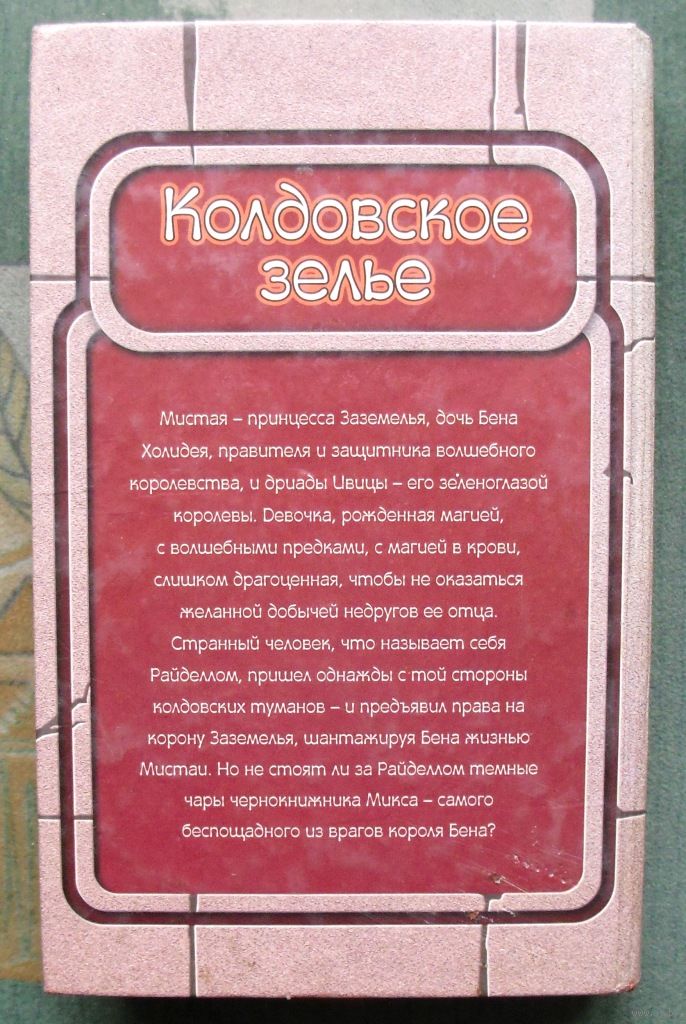 Колдовское
зелье
Мистая – принцесса Заземелья, дочь Бена
Холидея, правителя и защитника волшебного
королевства, и дриады Ивицы – его зеленоглазой
королевы. Девочка, рожденная магией,
с волшебными предками, с магией в крови,
слишком драгоценная, чтобы не оказаться
желанной добычей недругов ее отца.
Странный человек, что называет себя
Райделлом, пришел однажды с той стороны
колдовских туманов – и предъявил права на
корону Заземелья, шантажируя Бена жизнью
Мистаи. Но не стоят ли за Райделлом темные
чары чернокнижника Микса – самого
беспощадного из врагов короля Бена?